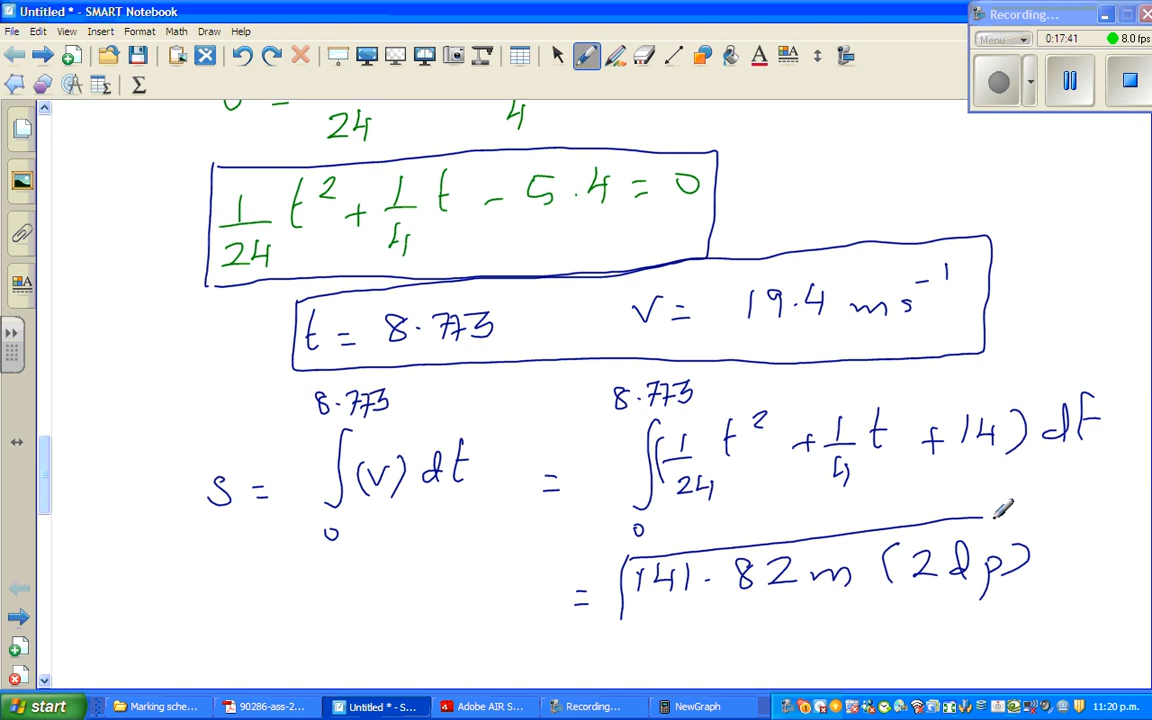 Untitled * - SMART Notebook
File Edit View Insert Format Math Draw Help
Recording...
Menu 0:17:41 8.0 fps
24 4
1/24 t² + 1/4 t - 5.4 = 0
t = 8.773 v = 19.4 ms⁻¹
8.773 8.773
s = ∫ (v) dt = ∫ (1/24 t² + 1/4 t + 14) dt
0 0
= 141.82 m (2dp)
start Marking sche... 90286-ass-2... Untitled * - SM... Adobe AIR S... Recording... NewGraph 11:20 p.m.